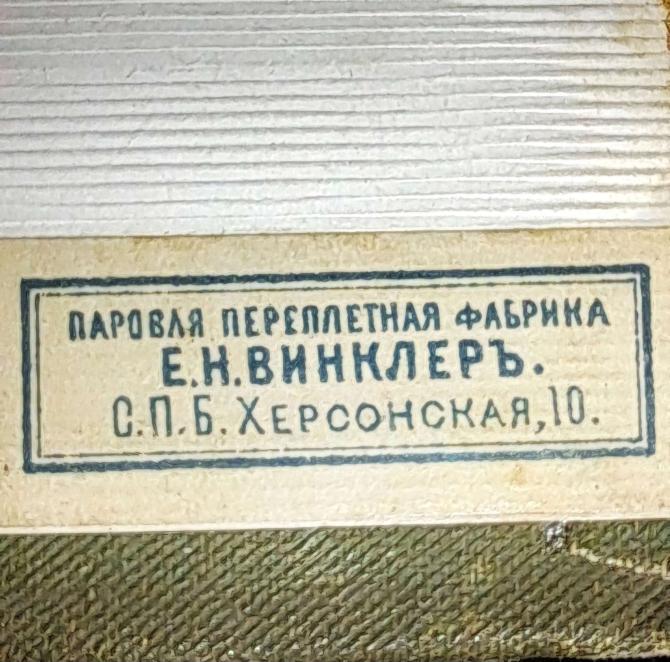 ПАРОВАЯ ПЕРЕПЛЕТНАЯ ФАБРИКА
Е.Н.ВИНКЛЕРЪ.
С.П.Б. ХЕРСОНСКАЯ, 10.